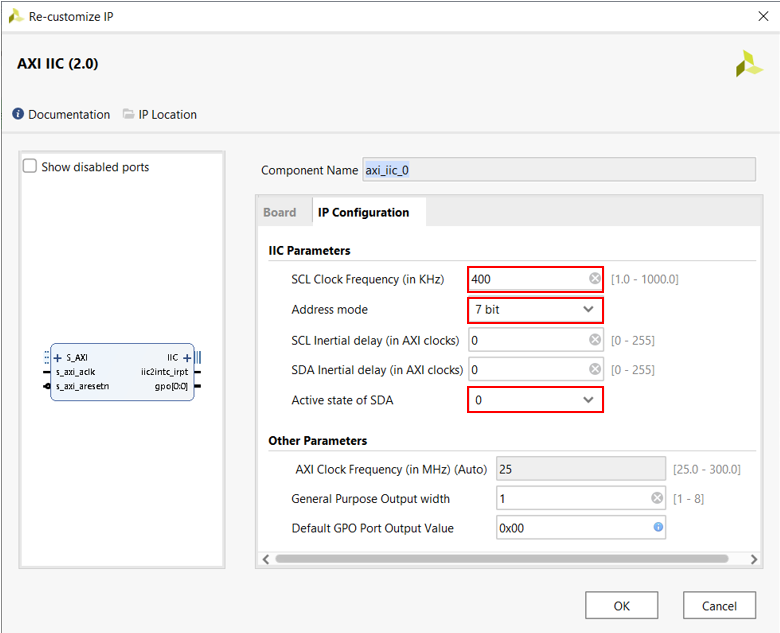 Re-customize IP
AXI IIC (2.0)
Documentation IP Location
Show disabled ports
S_AXI IIC
s_axi_aclk iic2intc_irpt
s_axi_aresetn gpo[0:0]
Component Name axi_iic_0
Board IP Configuration
IIC Parameters
SCL Clock Frequency (in KHz) 400 [1.0 - 1000.0]
Address mode 7 bit
SCL Inertial delay (in AXI clocks) 0 [0 - 255]
SDA Inertial delay (in AXI clocks) 0 [0 - 255]
Active state of SDA 0
Other Parameters
AXI Clock Frequency (in MHz) (Auto) 25 [25.0 - 300.0]
General Purpose Output width 1 [1 - 8]
Default GPO Port Output Value 0x00
OK Cancel